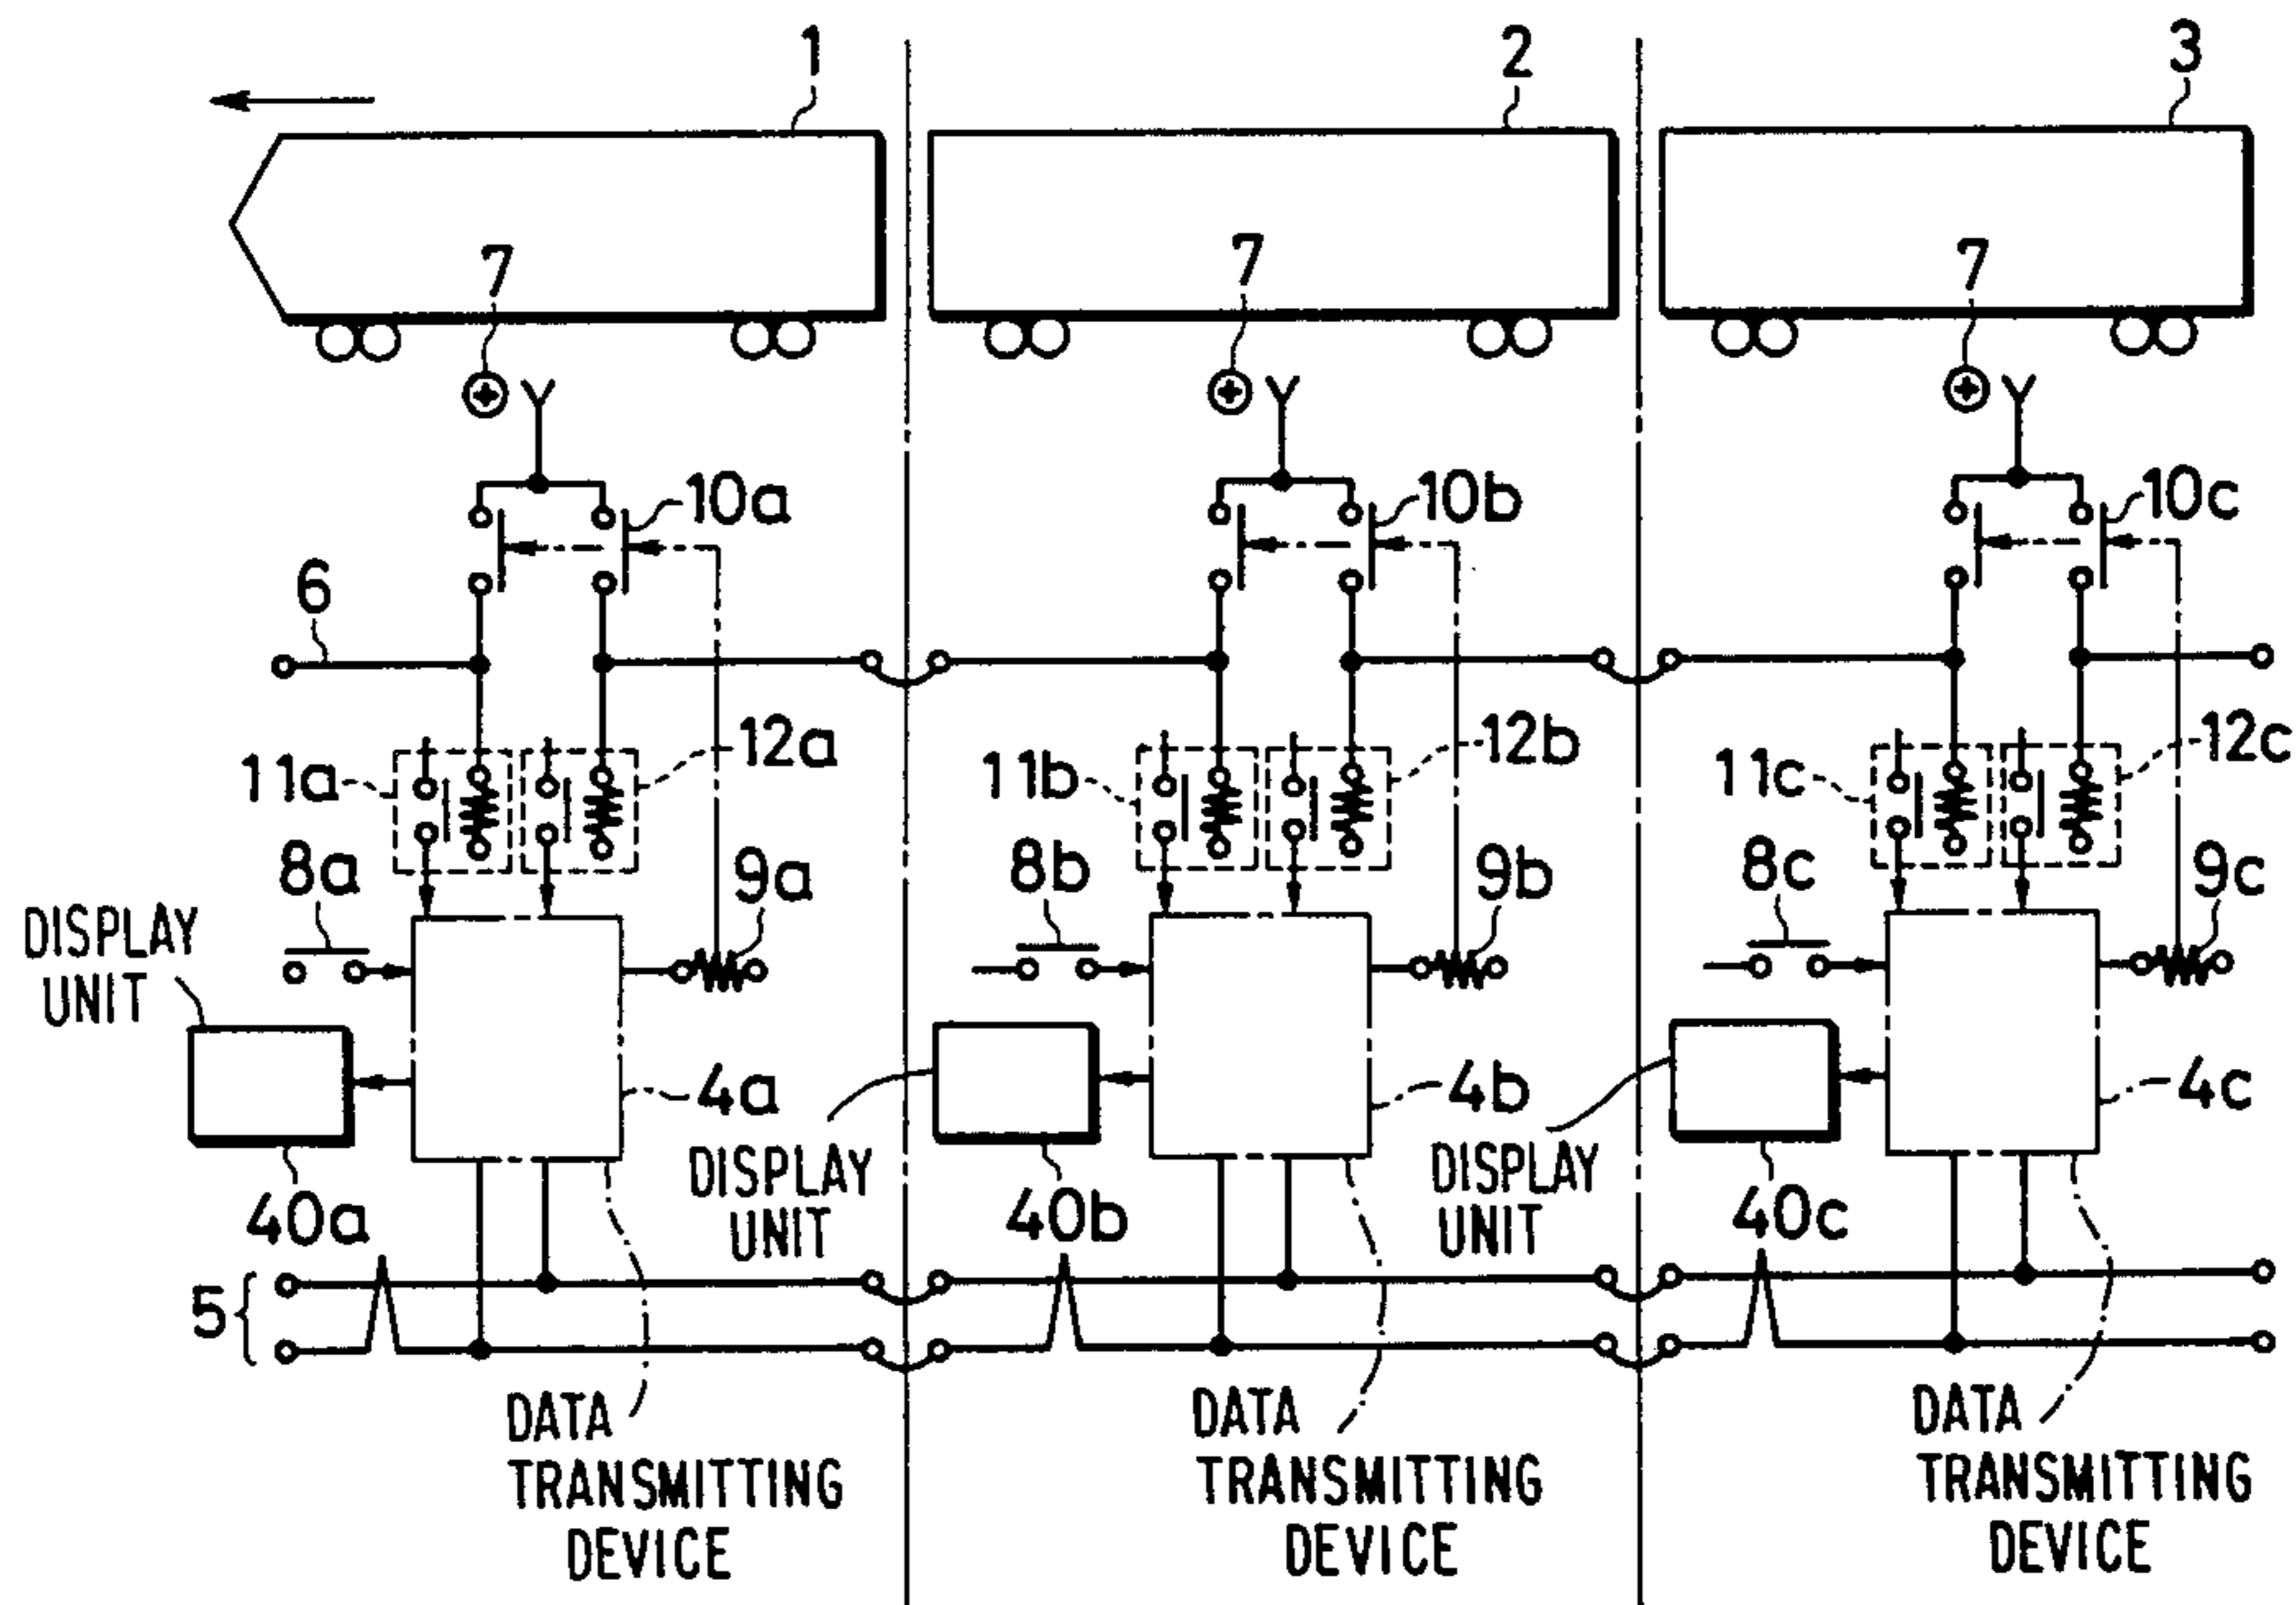 1
2
3
7
7
7
10a
10b
10c
6
11a
12a
11b
12b
11c
12c
8a
9a
8b
9b
8c
9c
DISPLAY
UNIT
4a
4b
4c
40a
DISPLAY
UNIT
40b
DISPLAY
UNIT
40c
5
DATA
TRANSMITTING
DEVICE
DATA
TRANSMITTING
DEVICE
DATA
TRANSMITTING
DEVICE